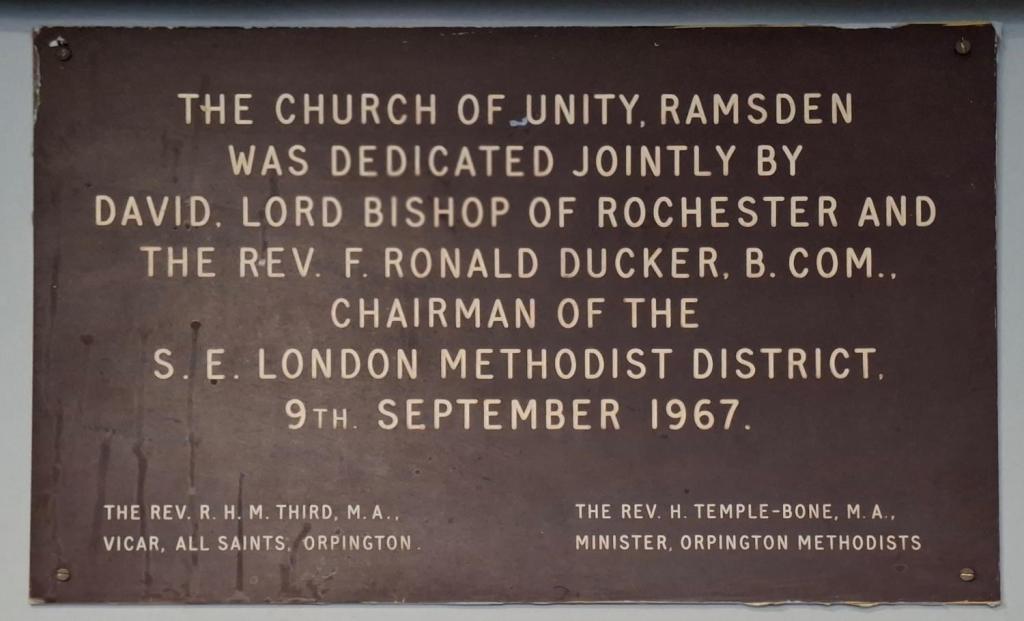 THE CHURCH OF UNITY, RAMSDEN
WAS DEDICATED JOINTLY BY
DAVID, LORD BISHOP OF ROCHESTER AND
THE REV. F. RONALD DUCKER, B. COM.,
CHAIRMAN OF THE
S. E. LONDON METHODIST DISTRICT,
9TH. SEPTEMBER 1967.
THE REV. R. H. M. THIRD, M. A.,
VICAR, ALL SAINTS, ORPINGTON.
THE REV. H. TEMPLE-BONE, M. A.,
MINISTER, ORPINGTON METHODISTS